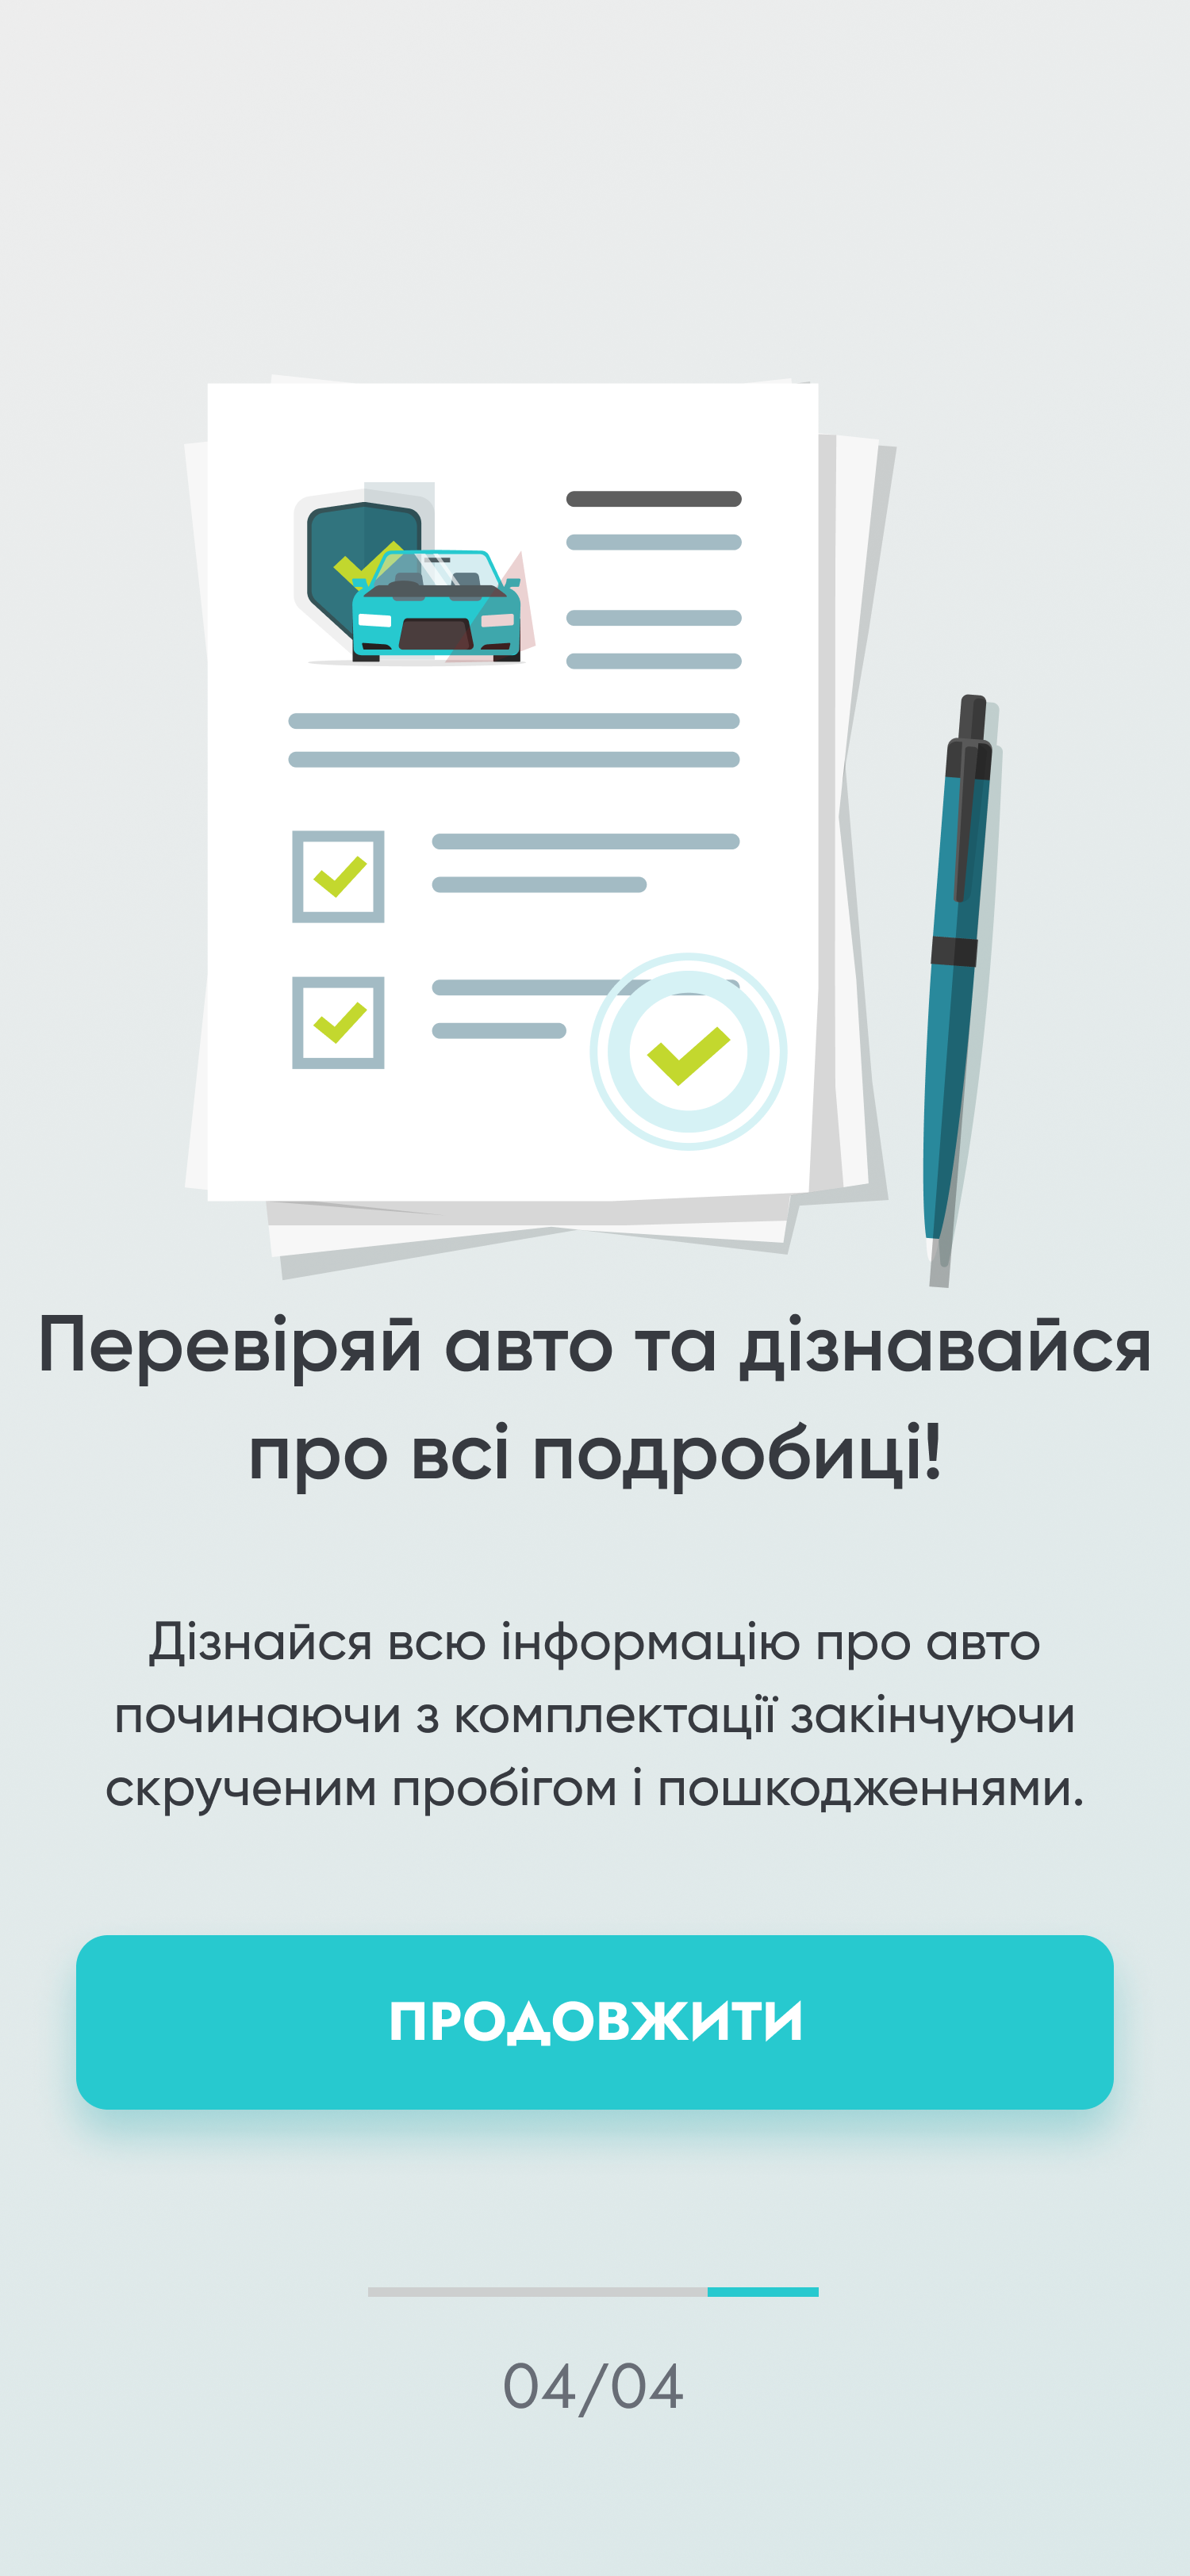 Перевіряй авто та дізнавайся
про всі подробиці!
Дізнайся всю інформацію про авто
починаючи з комплектації закінчуючи
скрученим пробігом і пошкодженнями.
ПРОДОВЖИТИ
04/04